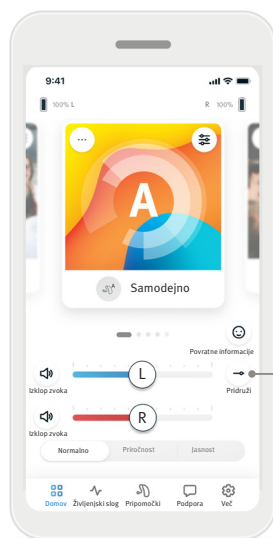 9:41
100% L R 100%
A
A
Samodejno
Povratne informacije
L
Izklop zvoka Pridruži
R
Izklop zvoka
Normalno Priročnost Jasnost
Domov Življenjski slog Pripomočki Podpora Več